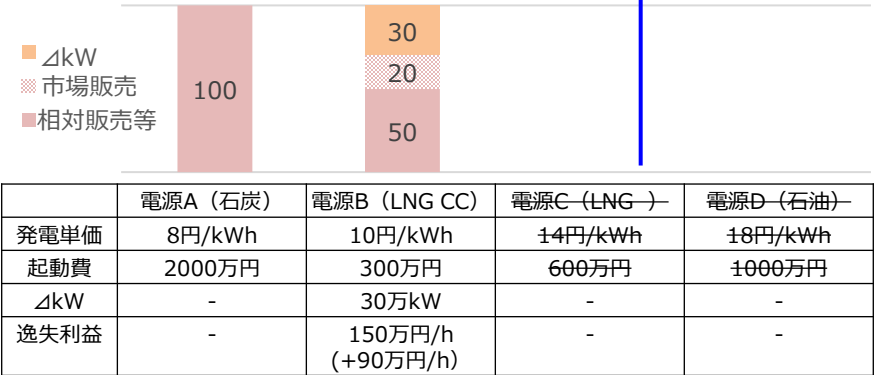 ⊿kW
市場販売
相対販売等
100
30
20
50
電源A（石炭） 電源B（LNG CC） 電源C（LNG ） 電源D（石油）
発電単価 8円/kWh 10円/kWh 14円/kWh 18円/kWh
起動費 2000万円 300万円 600万円 1000万円
⊿kW - 30万kW - -
逸失利益 - 150万円/h - -
(+90万円/h）